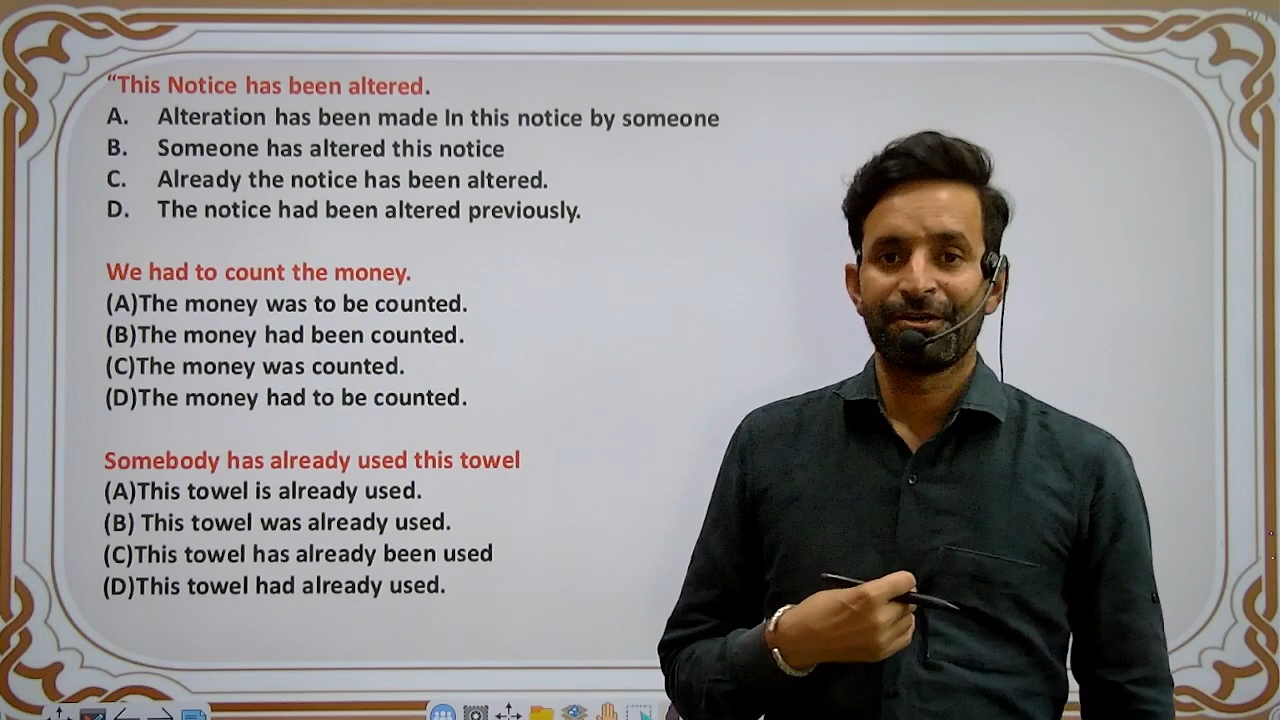 “This Notice has been altered.
A. Alteration has been made In this notice by someone
B. Someone has altered this notice
C. Already the notice has been altered.
D. The notice had been altered previously.
We had to count the money.
(A)The money was to be counted.
(B)The money had been counted.
(C)The money was counted.
(D)The money had to be counted.
Somebody has already used this towel
(A)This towel is already used.
(B) This towel was already used.
(C)This towel has already been used
(D)This towel had already used.